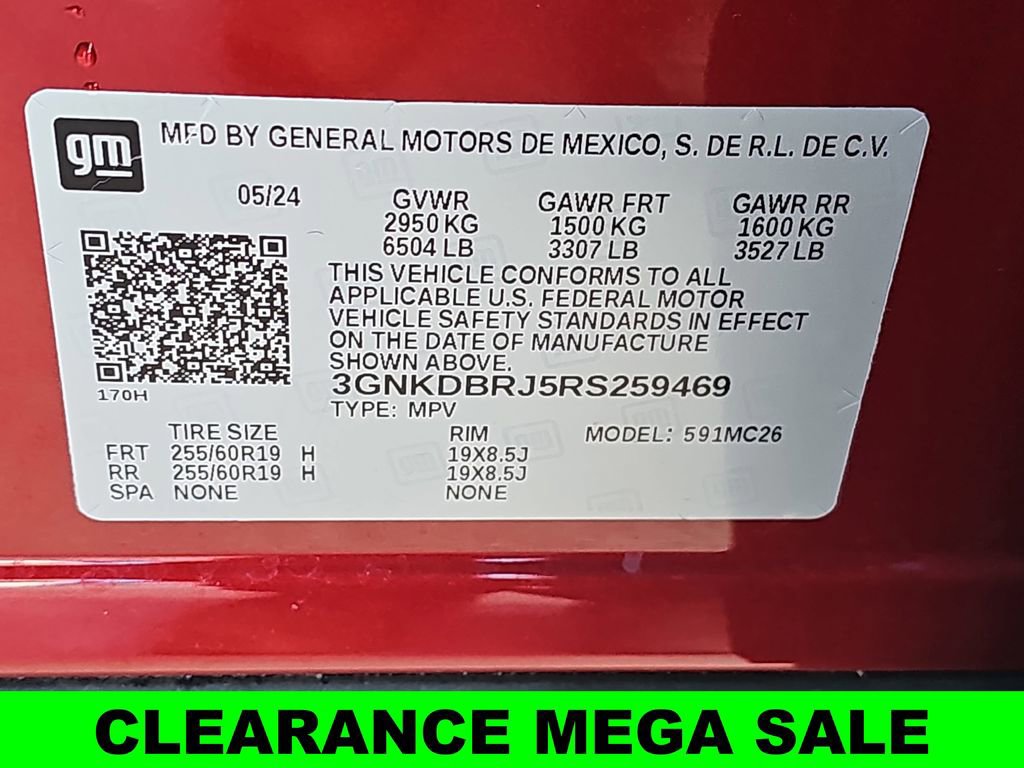 gm
MFD BY GENERAL MOTORS DE MEXICO, S. DE R.L. DE C.V.
05/24 GVWR GAWR FRT GAWR RR
2950 KG 1500 KG 1600 KG
6504 LB 3307 LB 3527 LB
THIS VEHICLE CONFORMS TO ALL
APPLICABLE U.S. FEDERAL MOTOR
VEHICLE SAFETY STANDARDS IN EFFECT
ON THE DATE OF MANUFACTURE
SHOWN ABOVE.
3GNKDBRJ5RS259469
170H
TYPE: MPV
TIRE SIZE RIM MODEL: 591MC26
FRT 255/60R19 H 19X8.5J
RR 255/60R19 H 19X8.5J
SPA NONE NONE
CLEARANCE MEGA SALE